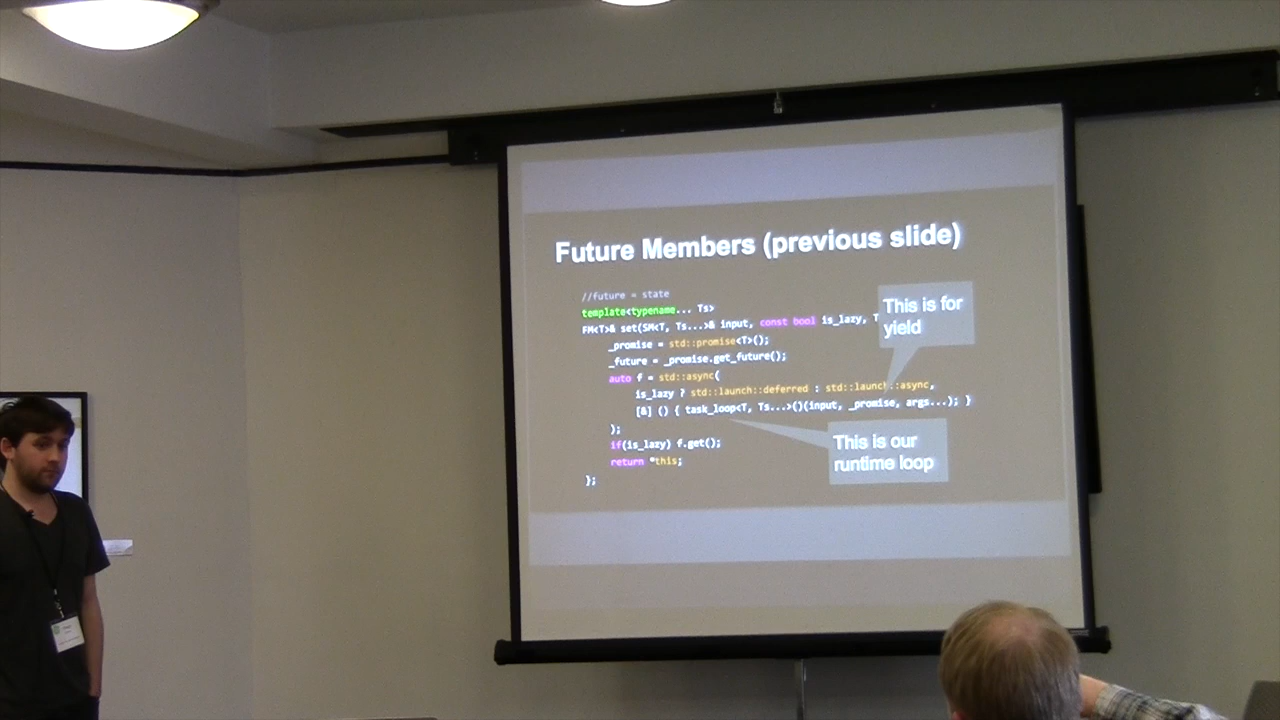 Future Members (previous slide)
//future = state
template<typename... Ts>
FM<T>& set(SM<T, Ts...>& input, const bool is_lazy, T
_promise = std::promise<T>();
_future = _promise.get_future();
auto f = std::async(
is_lazy ? std::launch::deferred : std::launch::async,
[&] () { task_loop<T, Ts...>()(input, _promise, args...); }
);
if(is_lazy) f.get();
return *this;
};
This is for
yield
This is our
runtime loop